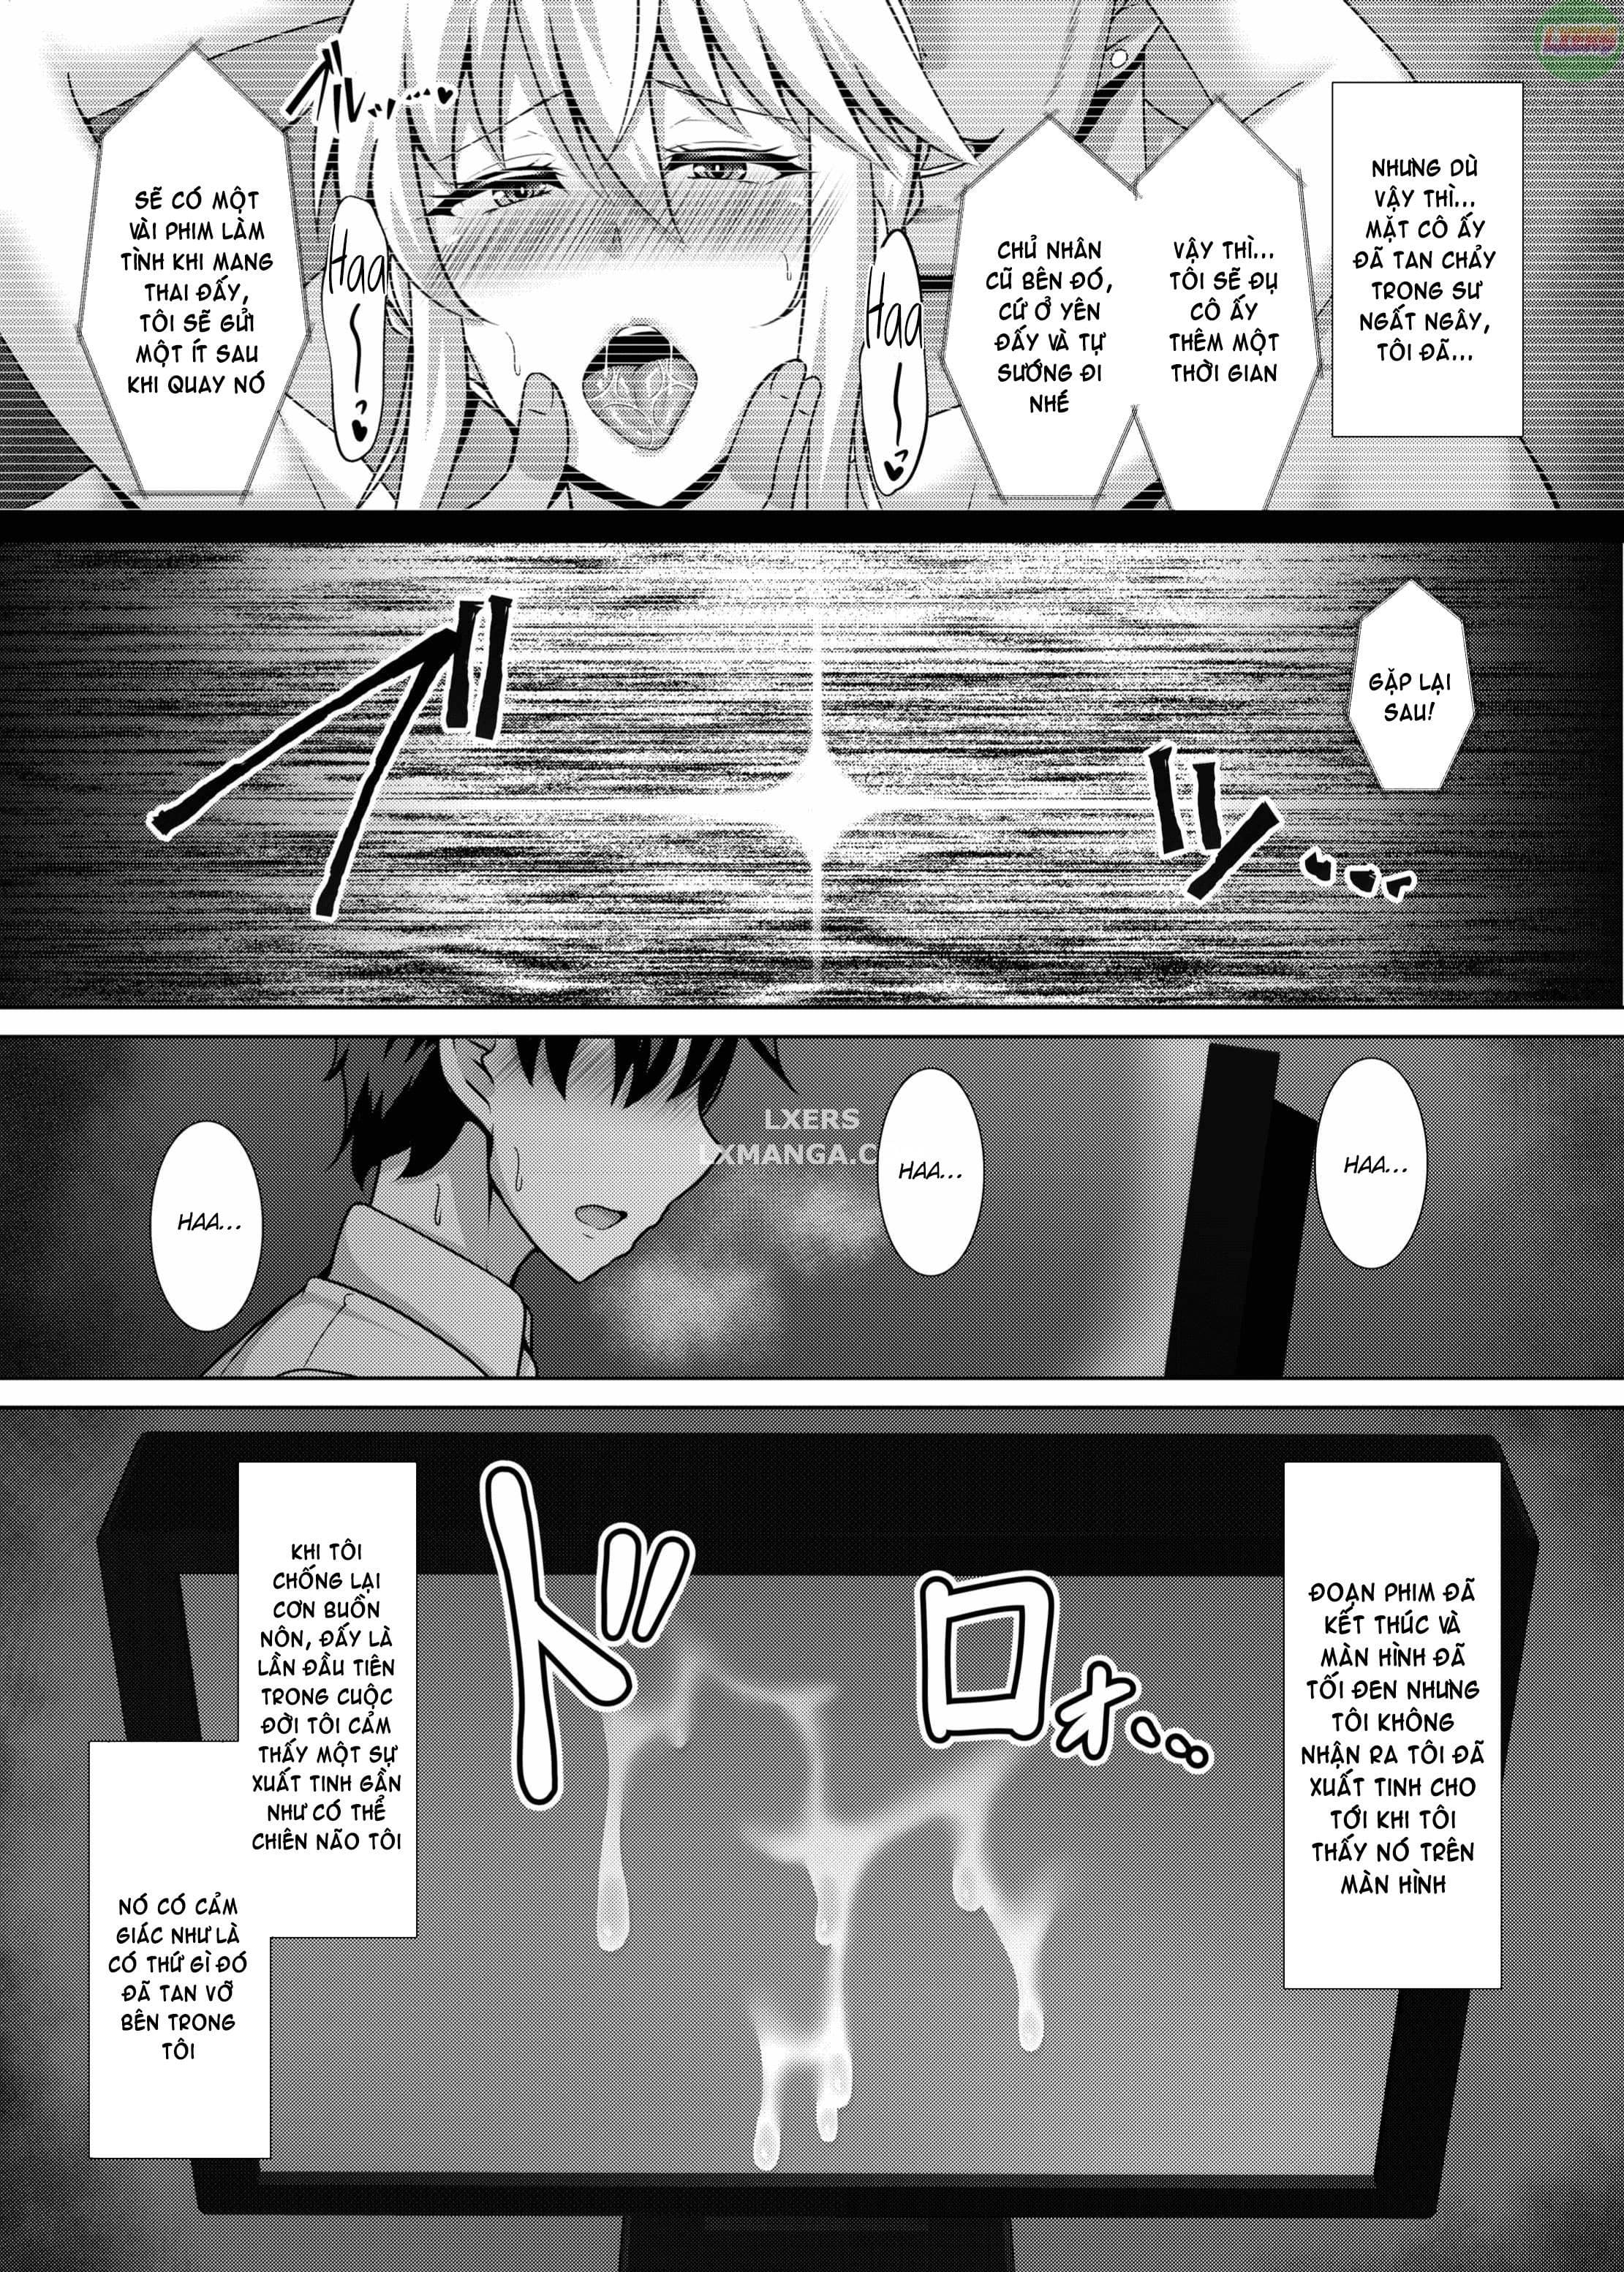 LXERS
NHƯNG DÙ
VẬY THÌ...
MẶT CÔ ẤY
ĐÃ TAN CHẢY
TRONG SỰ
NGẤT NGÂY,
TÔI ĐÃ...
VẬY THÌ...
TÔI SẼ ĐỤ
CÔ ẤY
THÊM MỘT
THỜI GIAN
CHỦ NHÂN
CŨ BÊN ĐÓ,
CỨ Ở YÊN
ĐẤY VÀ TỰ
SƯỚNG ĐI
NHÉ
Haa
Haa
SẼ CÓ MỘT
VÀI PHIM LÀM
TÌNH KHI MANG
THAI ĐẤY,
TÔI SẼ GỬI
MỘT ÍT SAU
KHI QUAY NÓ
GẶP LẠI
SAU!
HAA...
HAA...
HAA...
LXERS
LXMANGA.C
ĐOẠN PHIM ĐÃ
KẾT THÚC VÀ
MÀN HÌNH ĐÃ
TỐI ĐEN NHƯNG
TÔI KHÔNG
NHẬN RA TÔI ĐÃ
XUẤT TINH CHO
TỚI KHI TÔI
THẤY NÓ TRÊN
MÀN HÌNH
ドロォ...
KHI TÔI
CHỐNG LẠI
CƠN BUỒN
NÔN, ĐẤY LÀ
LẦN ĐẦU TIÊN
TRONG CUỘC
ĐỜI TÔI CẢM
THẤY MỘT SỰ
XUẤT TINH GẦN
NHƯ CÓ THỂ
CHIÊN NÃO TÔI
NÓ CÓ CẢM
GIÁC NHƯ LÀ
CÓ THỨ GÌ ĐÓ
ĐÃ TAN VỠ
BÊN TRONG
TÔI